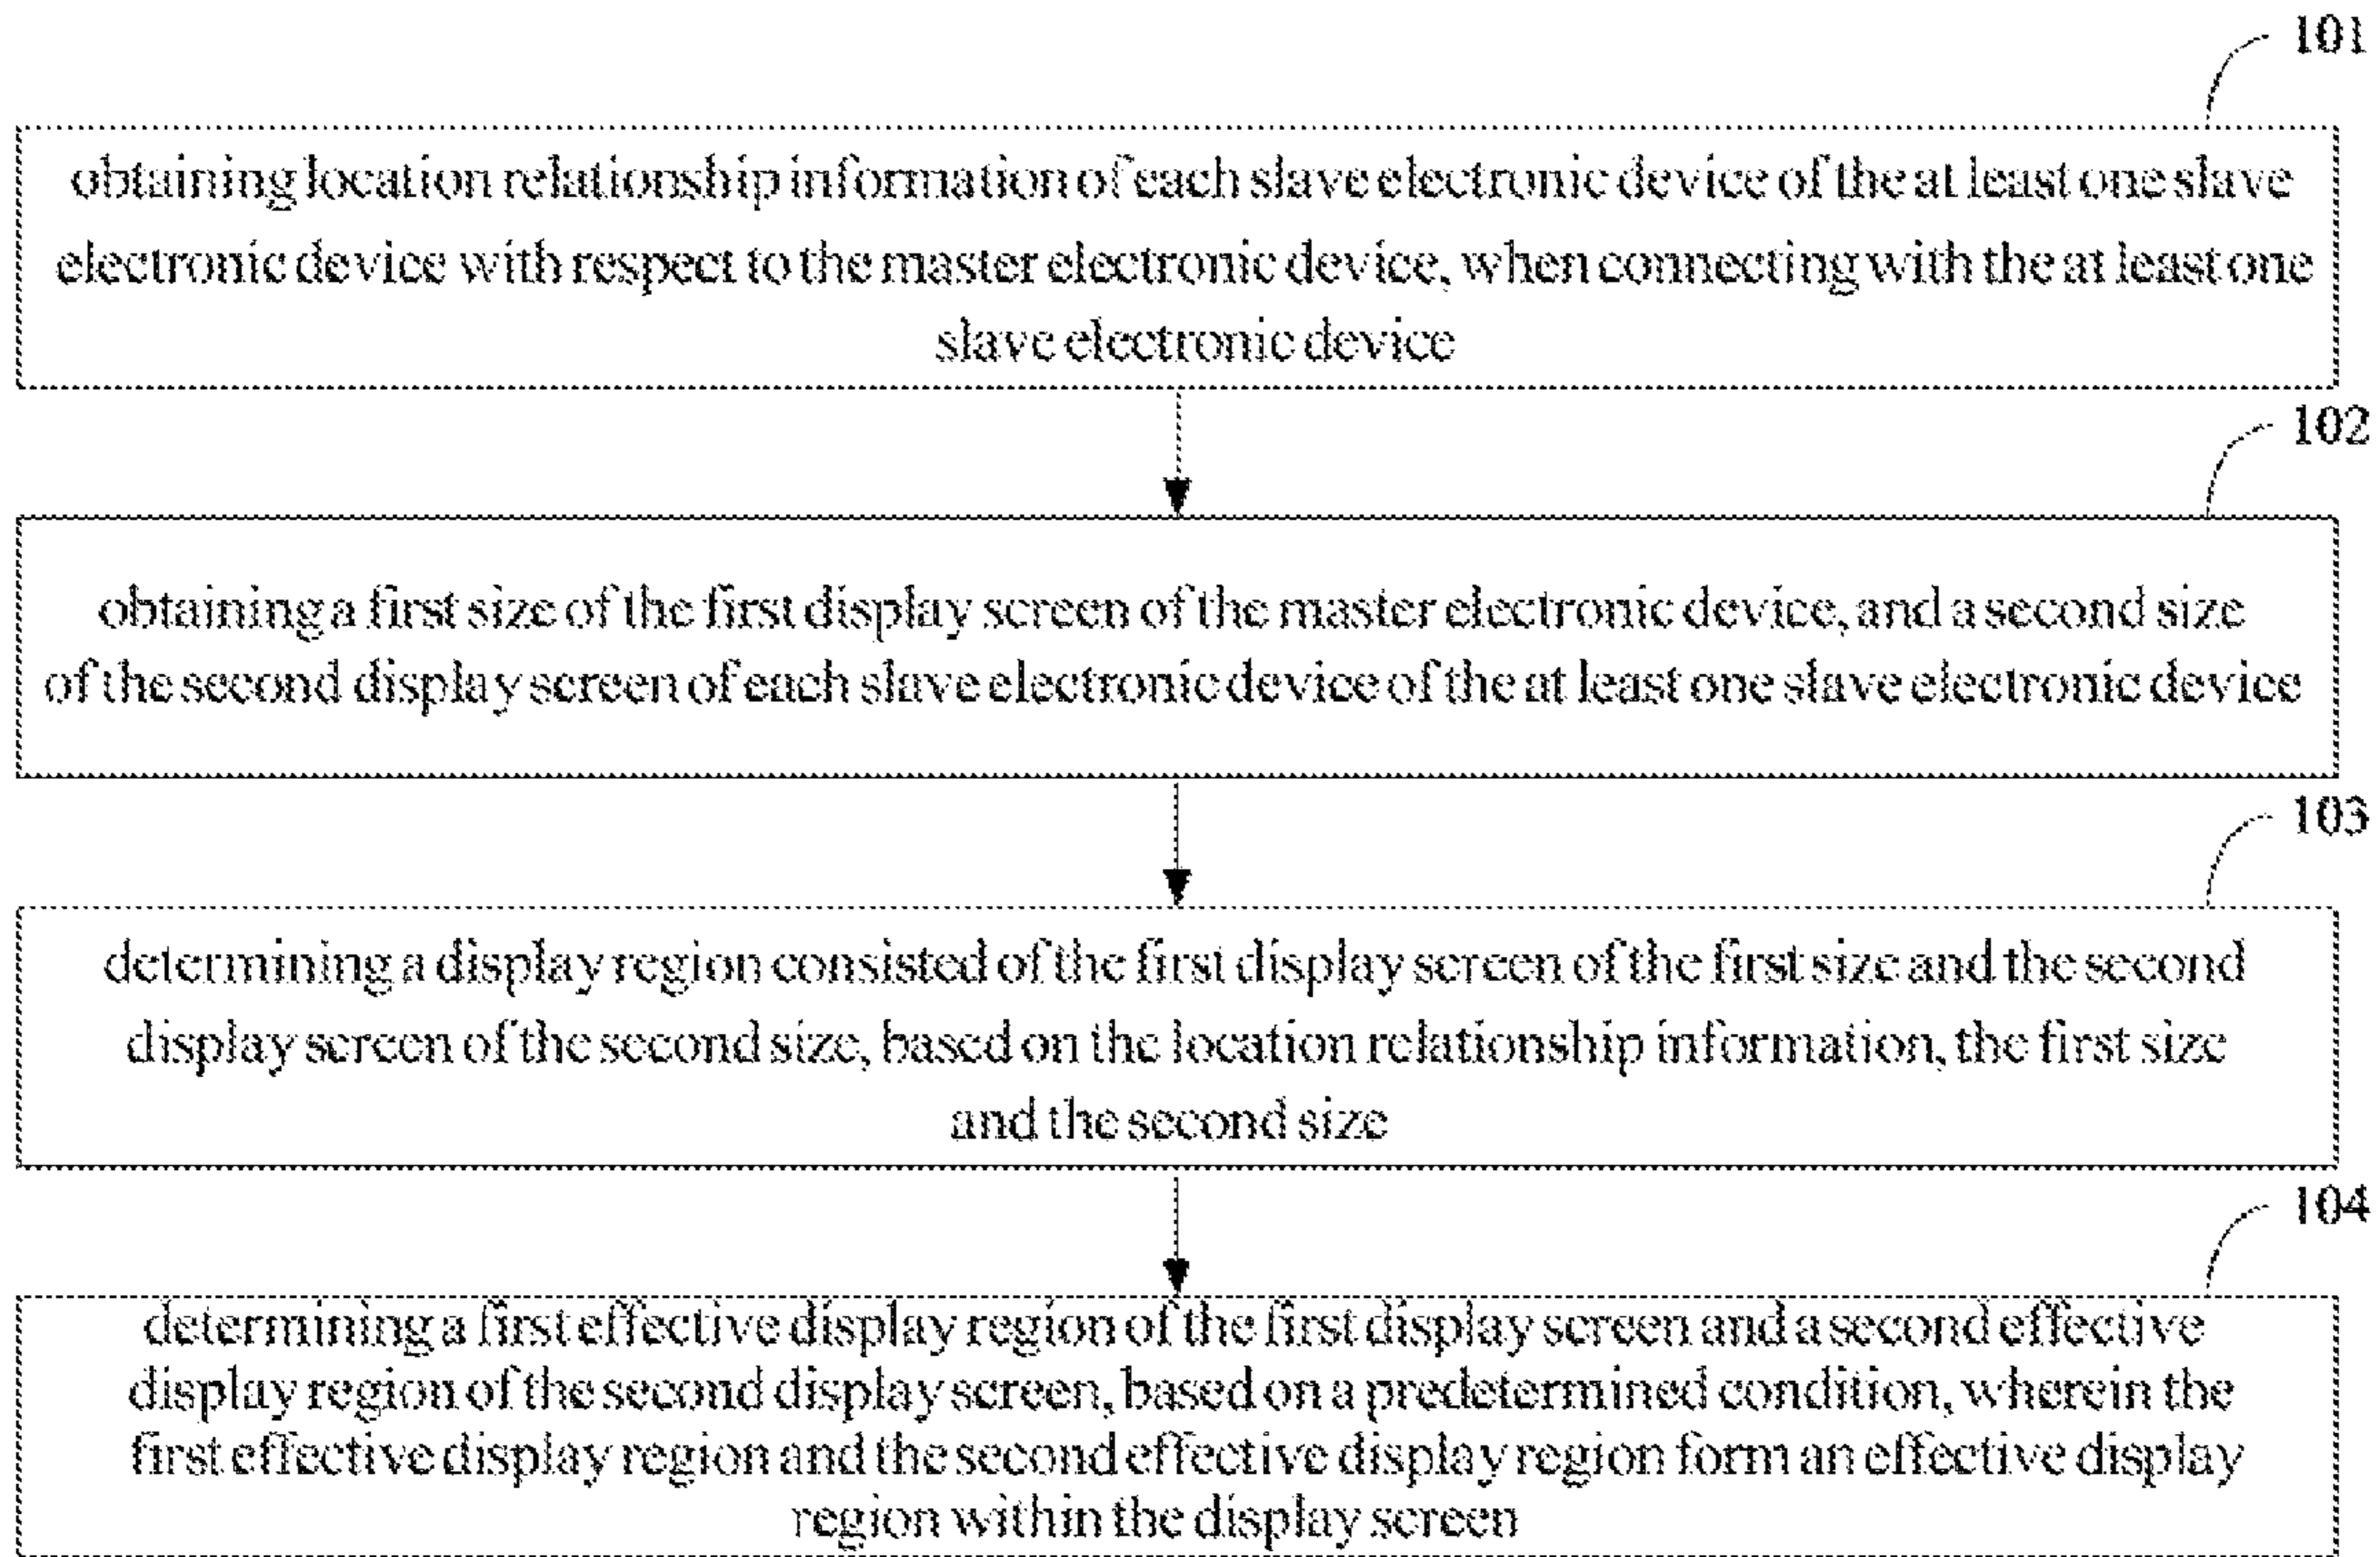 101
obtaining location relationship information of each slave electronic device of the at least one slave
electronic device with respect to the master electronic device, when connecting with the at least one
slave electronic device
102
obtaining a first size of the first display screen of the master electronic device, and a second size
of the second display screen of each slave electronic device of the at least one slave electronic device
103
determining a display region consisted of the first display screen of the first size and the second
display screen of the second size, based on the location relationship information, the first size
and the second size
104
determining a first effective display region of the first display screen and a second effective
display region of the second display screen, based on a predetermined condition, wherein the
first effective display region and the second effective display region form an effective display
region within the display screen